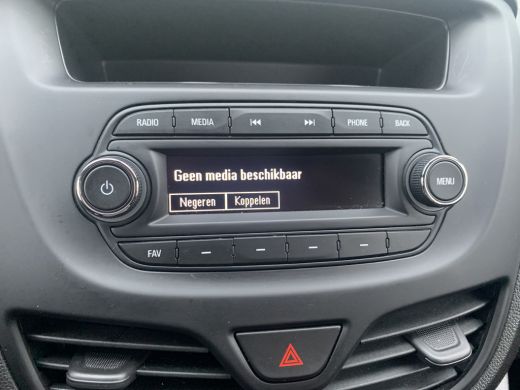 RADIO MEDIA PHONE BACK
Geen media beschikbaar
Negeren Koppelen
MENU
FAV